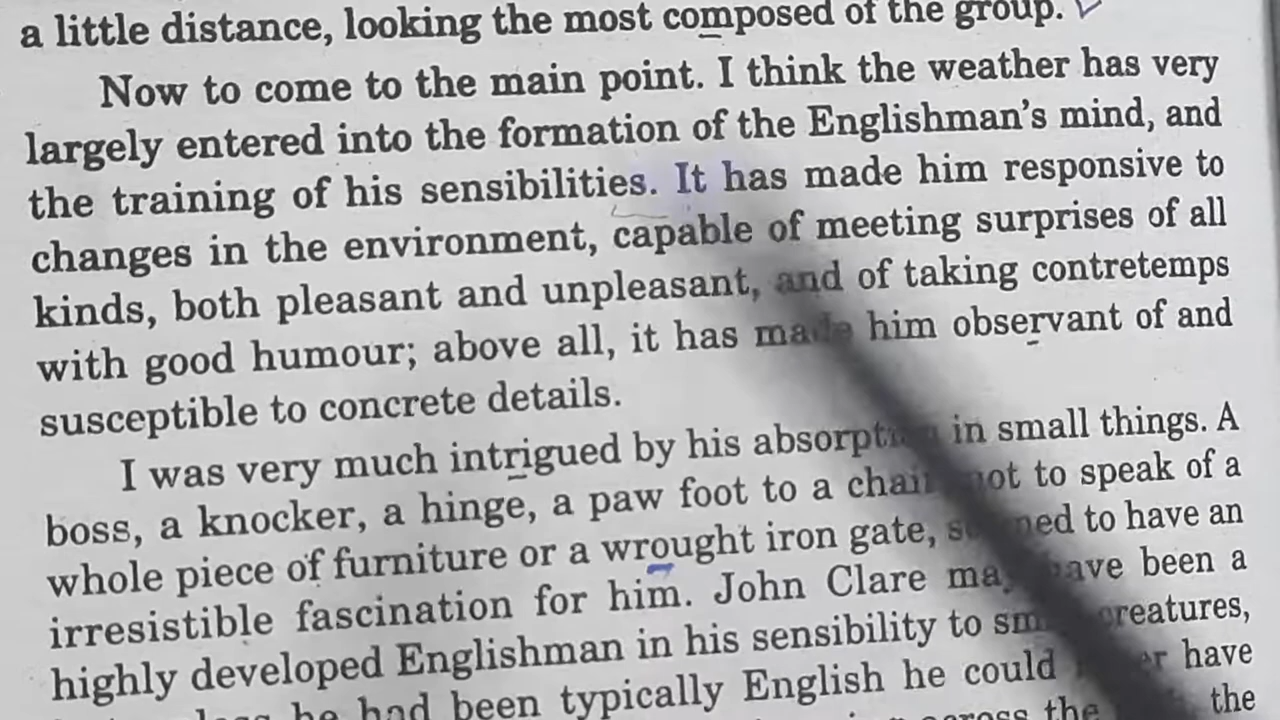 a little distance, looking the most composed of the group.
Now to come to the main point. I think the weather has very
largely entered into the formation of the Englishman's mind, and
the training of his sensibilities. It has made him responsive to
changes in the environment, capable of meeting surprises of all
kinds, both pleasant and unpleasant, and of taking contretemps
with good humour; above all, it has made him observant of and
susceptible to concrete details.
I was very much intrigued by his absorption in small things. A
boss, a knocker, a hinge, a paw foot to a chair not to speak of a
whole piece of furniture or a wrought iron gate, seemed to have an
irresistible fascination for him. John Clare may have been a
highly developed Englishman in his sensibility to small creatures,
he had been typically English he could never have
across the the